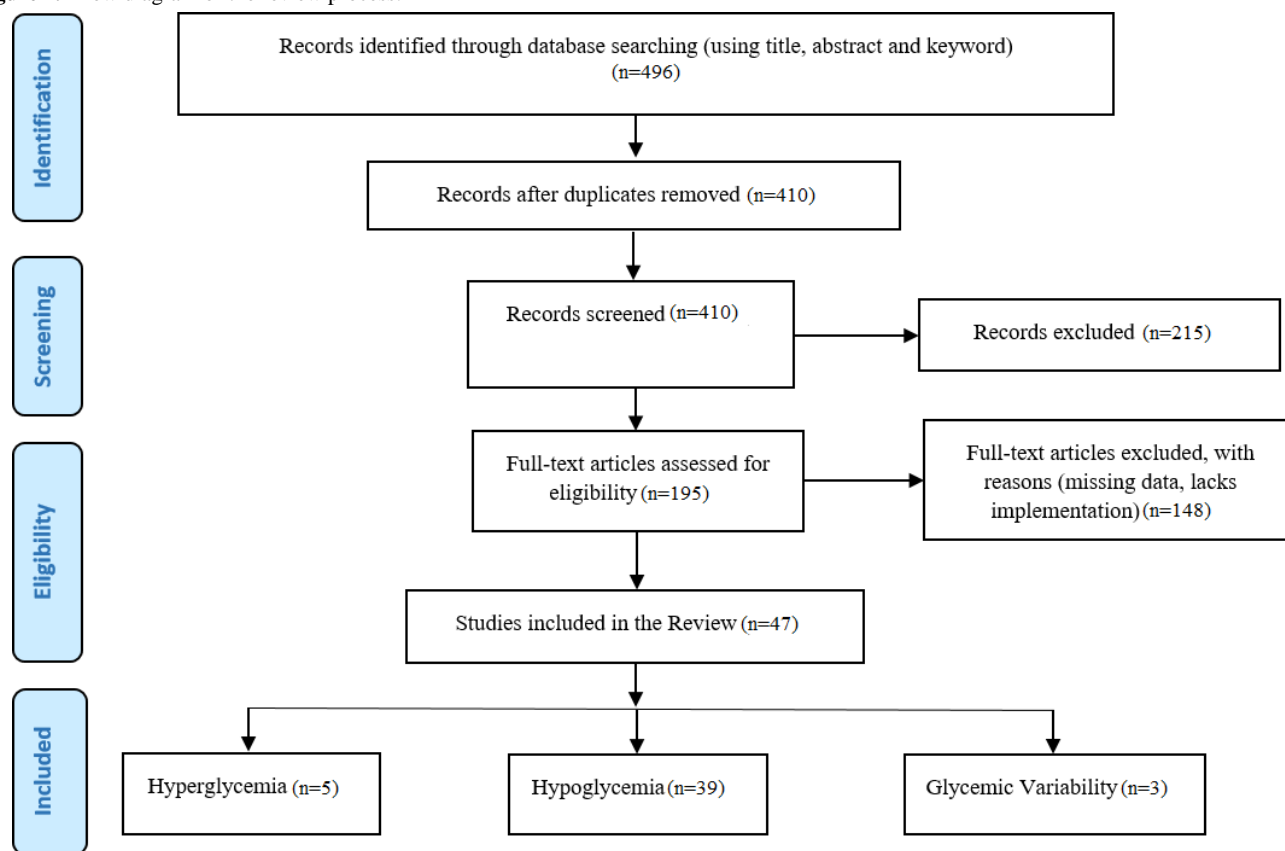 Identification
Records identified through database searching (using title, abstract and keyword)
(n=496)
Records after duplicates removed (n=410)
Screening
Records screened (n=410)
Records excluded (n=215)
Eligibility
Full-text articles assessed for
eligibility (n=195)
Full-text articles excluded, with
reasons (missing data, lacks
implementation) (n=148)
Studies included in the Review (n=47)
Included
Hyperglycemia (n=5)
Hypoglycemia (n=39)
Glycemic Variability (n=3)